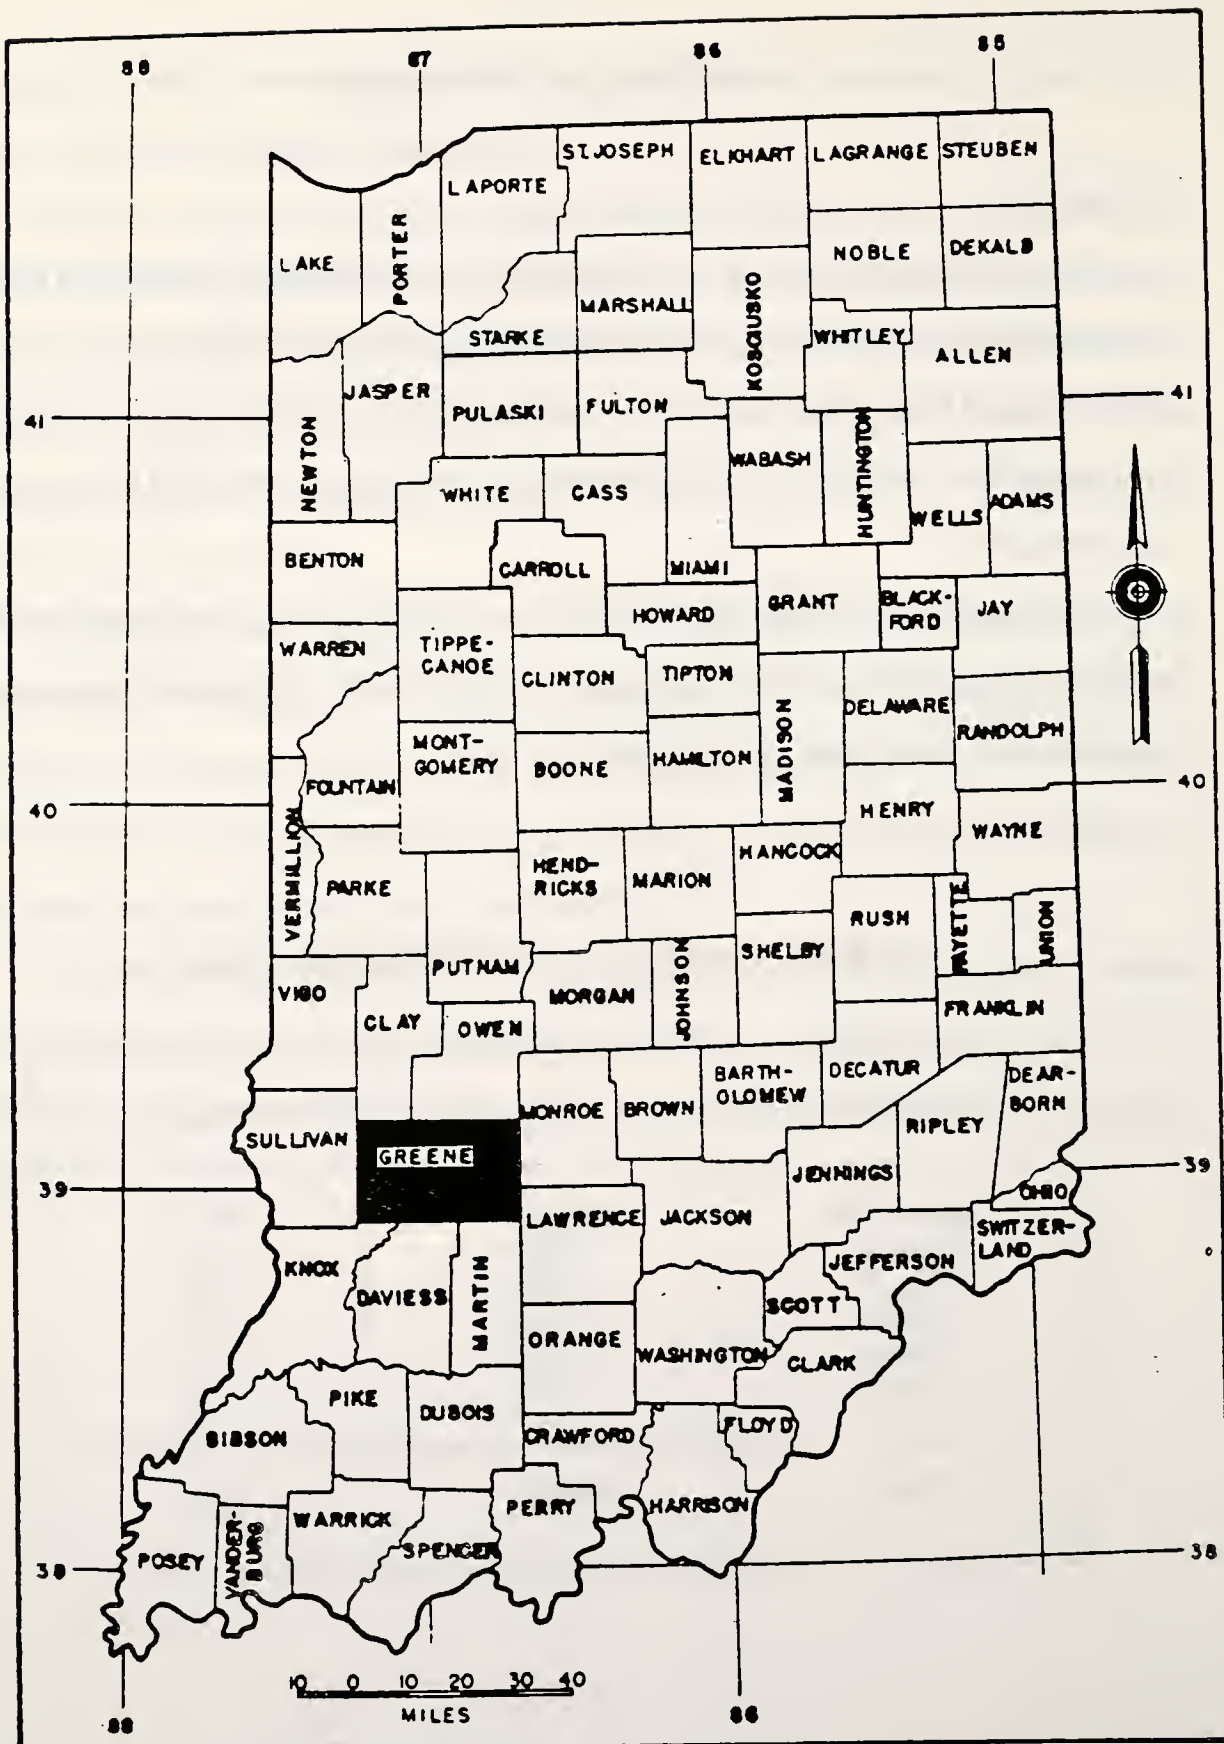 88
87
86
85
ST. JOSEPH
ELKHART
LAGRANGE
STEUBEN
LAPORTE
LAKE
PORTER
NOBLE
DEKALB
MARSHALL
KOSCIUSKO
STARKE
WHITLEY
ALLEN
JASPER
PULASKI
FULTON
41
41
NEWTON
WHITE
CASS
WABASH
HUNTINGTON
WELLS
ADAMS
BENTON
CARROLL
MIAMI
GRANT
BLACK-
FORD
JAY
HOWARD
WARREN
TIPPE-
CANOE
CLINTON
TIPTON
DELAWARE
RANDOLPH
MADISON
MONT-
GOMERY
BOONE
HAMILTON
FOUNTAIN
40
40
HENRY
WAYNE
VERMILLION
PARKE
HEND-
RICKS
MARION
HANCOCK
RUSH
FAYETTE
UNION
PUTNAM
SHELBY
VIGO
CLAY
OWEN
MORGAN
JOHNSON
FRANKLIN
MONROE
BROWN
BARTH-
OLOMEW
DECATUR
DEAR-
BORN
RIPLEY
SULLIVAN
GREENE
JENNINGS
39
39
OHIO
LAWRENCE
JACKSON
SWITZER-
LAND
KNOX
DAVIESS
MARTIN
JEFFERSON
SCOTT
ORANGE
WASHINGTON
CLARK
PIKE
DUBOIS
GIBSON
CRAWFORD
FLOYD
PERRY
HARRISON
WARRICK
SPENCER
POSEY
VANDER-
BURG
38
38
10 0 10 20 30 40
MILES
88
86